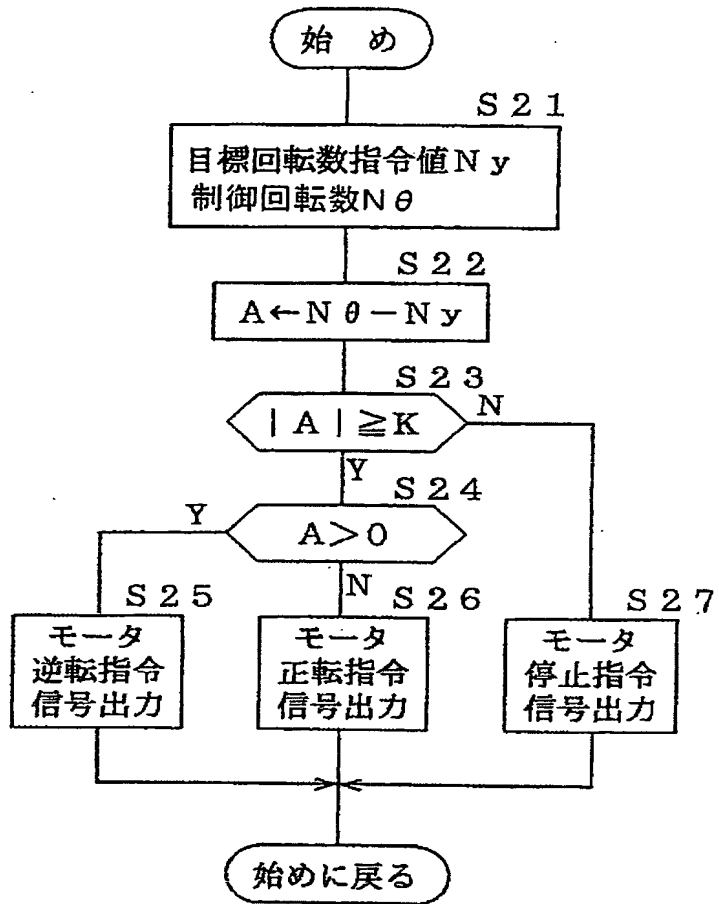 始 め
S21
目標回転数指令値Ny
制御回転数Nθ
S22
A←Nθ－Ny
S23
|A|≧K
N
Y
S24
A＞0
Y
N
S25
モータ
逆転指令
信号出力
S26
モータ
正転指令
信号出力
S27
モータ
停止指令
信号出力
始めに戻る